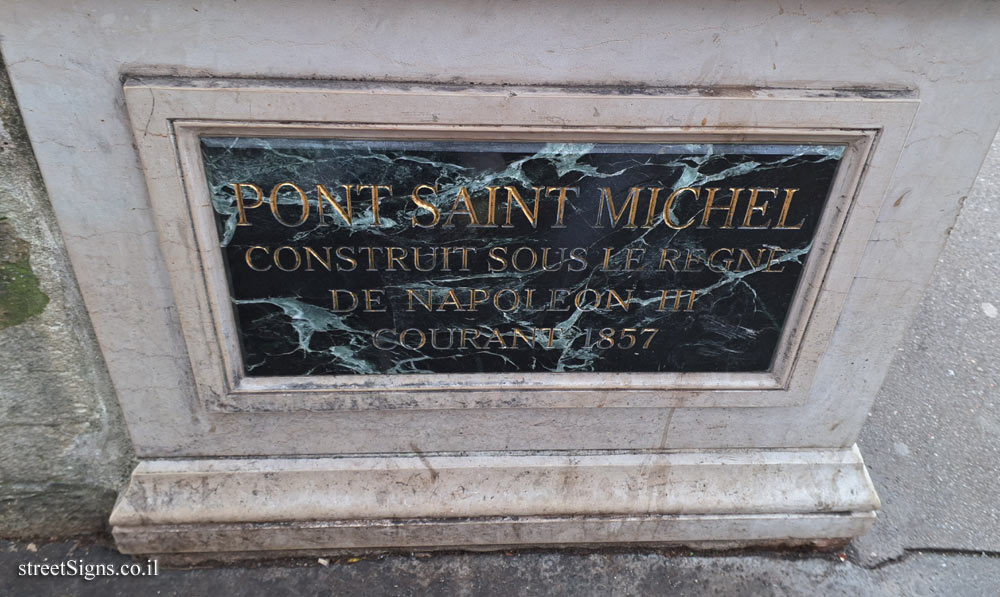 PONT SAINT MICHEL
CONSTRUIT SOUS LE REGNE
DE NAPOLEON III
COURANT 1857
streetSigns.co.il